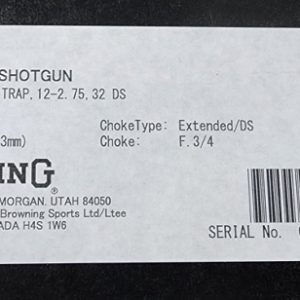 SHOTGUN
TRAP, 12-2.75, 32 DS
ChokeType: Extended/DS
3mm) Choke: F.3/4
ING®
MORGAN, UTAH 84050
Browning Sports Ltd/Ltee
ADA H4S 1W6
SERIAL No.